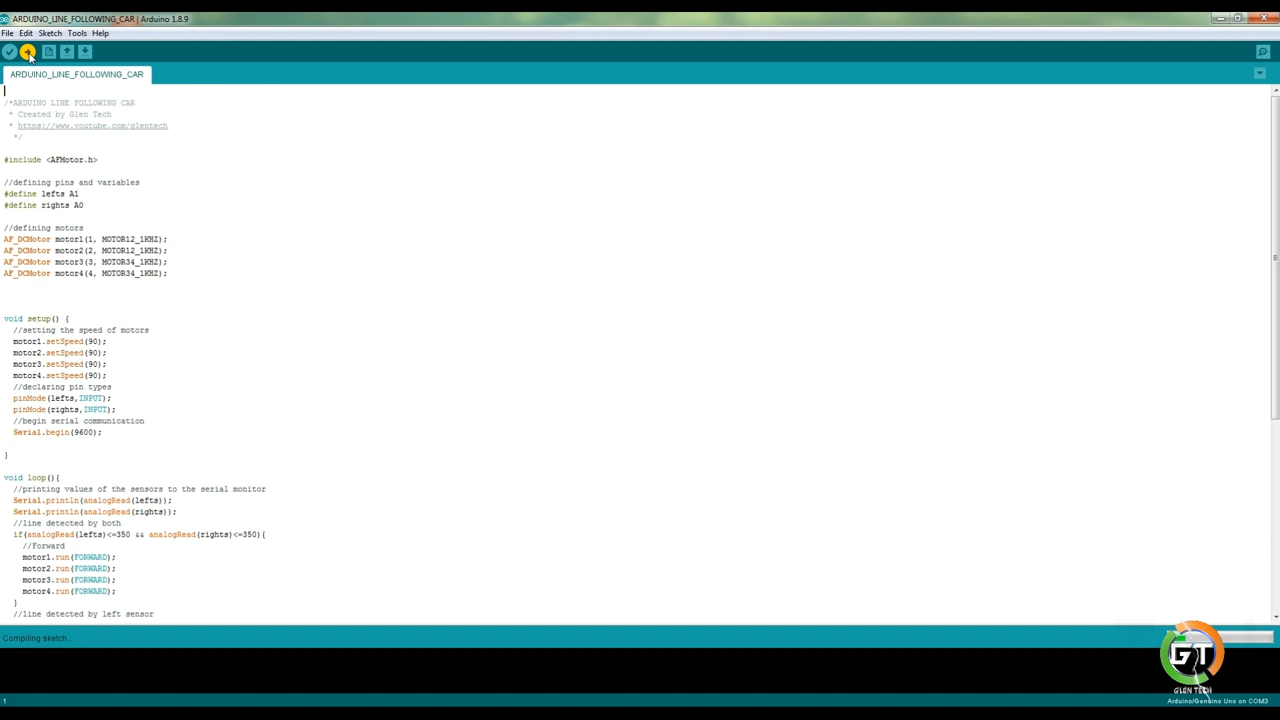 ARDUINO_LINE_FOLLOWING_CAR | Arduino 1.8.9
File Edit Sketch Tools Help
ARDUINO_LINE_FOLLOWING_CAR
/*ARDUINO LINE FOLLOWING CAR
* Created by Glen Tech
* https://www.youtube.com/glentech
*/
#include <AFMotor.h>
//defining pins and variables
#define lefts A1
#define rights A0
//defining motors
AF_DCMotor motor1(1, MOTOR12_1KHZ);
AF_DCMotor motor2(2, MOTOR12_1KHZ);
AF_DCMotor motor3(3, MOTOR34_1KHZ);
AF_DCMotor motor4(4, MOTOR34_1KHZ);
void setup() {
//setting the speed of motors
motor1.setSpeed(90);
motor2.setSpeed(90);
motor3.setSpeed(90);
motor4.setSpeed(90);
//declaring pin types
pinMode(lefts,INPUT);
pinMode(rights,INPUT);
//begin serial communication
Serial.begin(9600);
}
void loop(){
//printing values of the sensors to the serial monitor
Serial.println(analogRead(lefts));
Serial.println(analogRead(rights));
//line detected by both
if(analogRead(lefts)<=350 && analogRead(rights)<=350){
//Forward
motor1.run(FORWARD);
motor2.run(FORWARD);
motor3.run(FORWARD);
motor4.run(FORWARD);
}
//line detected by left sensor
Compiling sketch...
GT
GLEN TECH
1
Arduino/Genuino Uno on COM3